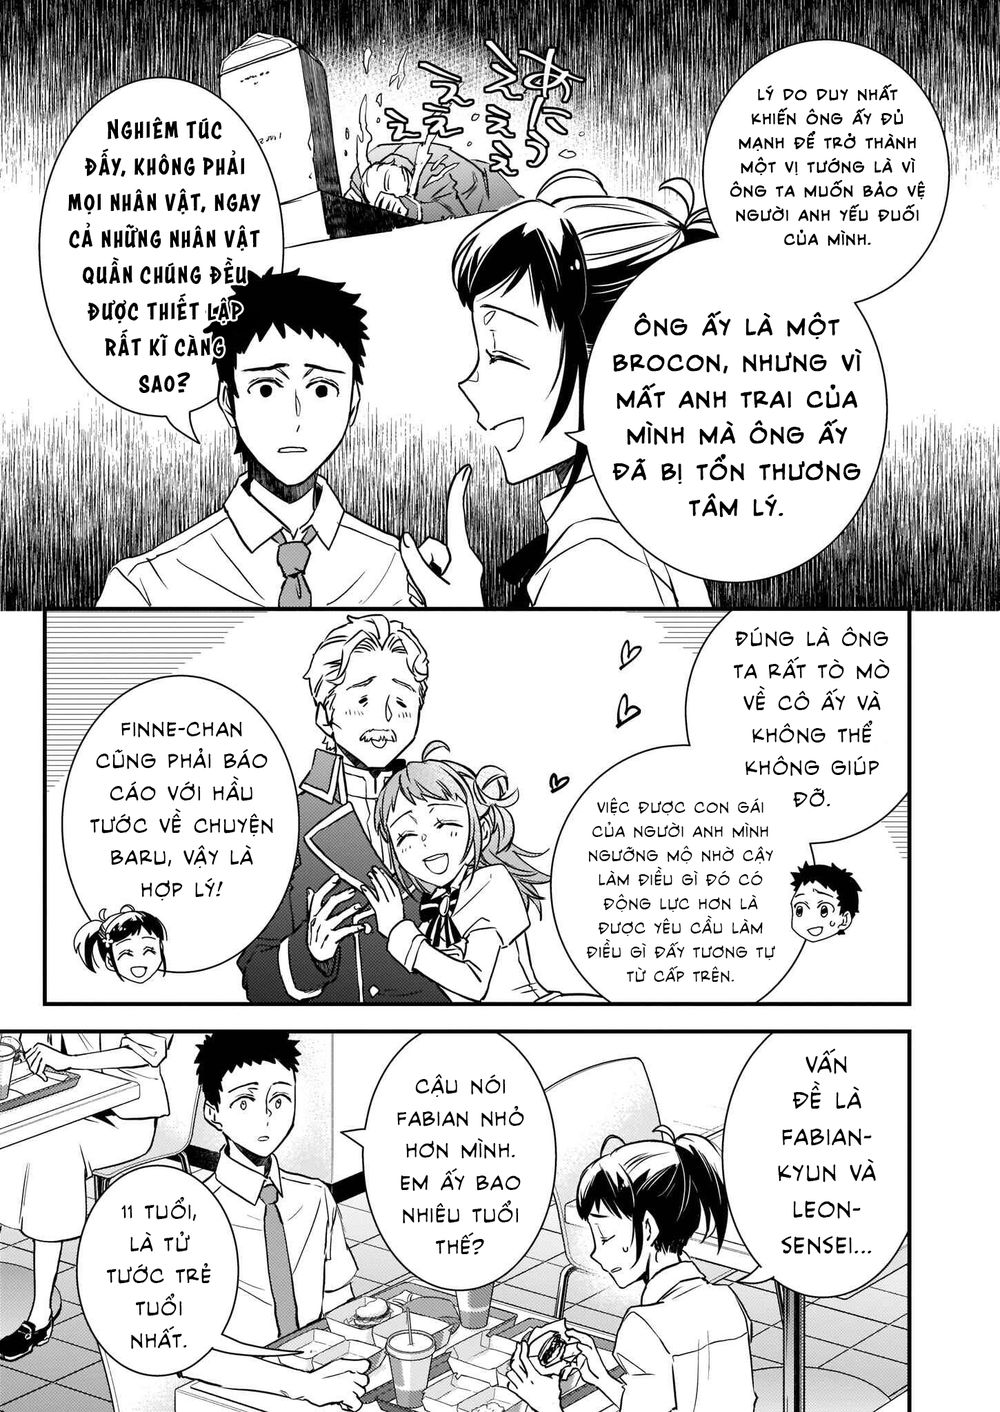 LÝ DO DUY NHẤT
KHIẾN ÔNG ẤY ĐỦ
MẠNH ĐỂ TRỞ THÀNH
MỘT VỊ TƯỚNG LÀ VÌ
ÔNG TA MUỐN BẢO VỆ
NGƯỜI ANH YẾU ĐUỐI
CỦA MÌNH.
ÔNG ẤY LÀ MỘT
BROCON, NHƯNG VÌ
MẤT ANH TRAI CỦA
MÌNH MÀ ÔNG ẤY
ĐÃ BỊ TỔN THƯƠNG
TÂM LÝ.
あにうえ
ええええ
NGHIÊM TÚC
ĐẤY, KHÔNG PHẢI
MỌI NHÂN VẬT, NGAY
CẢ NHỮNG NHÂN VẬT
QUẦN CHÚNG ĐỀU
ĐƯỢC THIẾT LẬP
RẤT KĨ CÀNG
SAO?
ĐÚNG LÀ ÔNG
TA RẤT TÒ MÒ
VỀ CÔ ẤY VÀ
KHÔNG THỂ
KHÔNG GIÚP
ĐỠ.
VIỆC ĐƯỢC CON GÁI
CỦA NGƯỜI ANH MÌNH
NGƯỠNG MỘ NHỜ CẬY
LÀM ĐIỀU GÌ ĐÓ CÓ
ĐỘNG LỰC HƠN LÀ
ĐƯỢC YÊU CẦU LÀM
ĐIỀU GÌ ĐẤY TƯƠNG TỰ
TỪ CẤP TRÊN.
FINNE-CHAN
CŨNG PHẢI BÁO
CÁO VỚI HẦU
TƯỚC VỀ CHUYỆN
BARU, VẬY LÀ
HỢP LÝ!
VẤN
ĐỀ LÀ
FABIAN-
KYUN VÀ
LEON-
SENSEI...
CẬU NÓI
FABIAN NHỎ
HƠN MÌNH.
EM ẤY BAO
NHIÊU TUỔI
THẾ?
11 TUỔI,
LÀ TỬ
TƯỚC TRẺ
TUỔI
NHẤT.